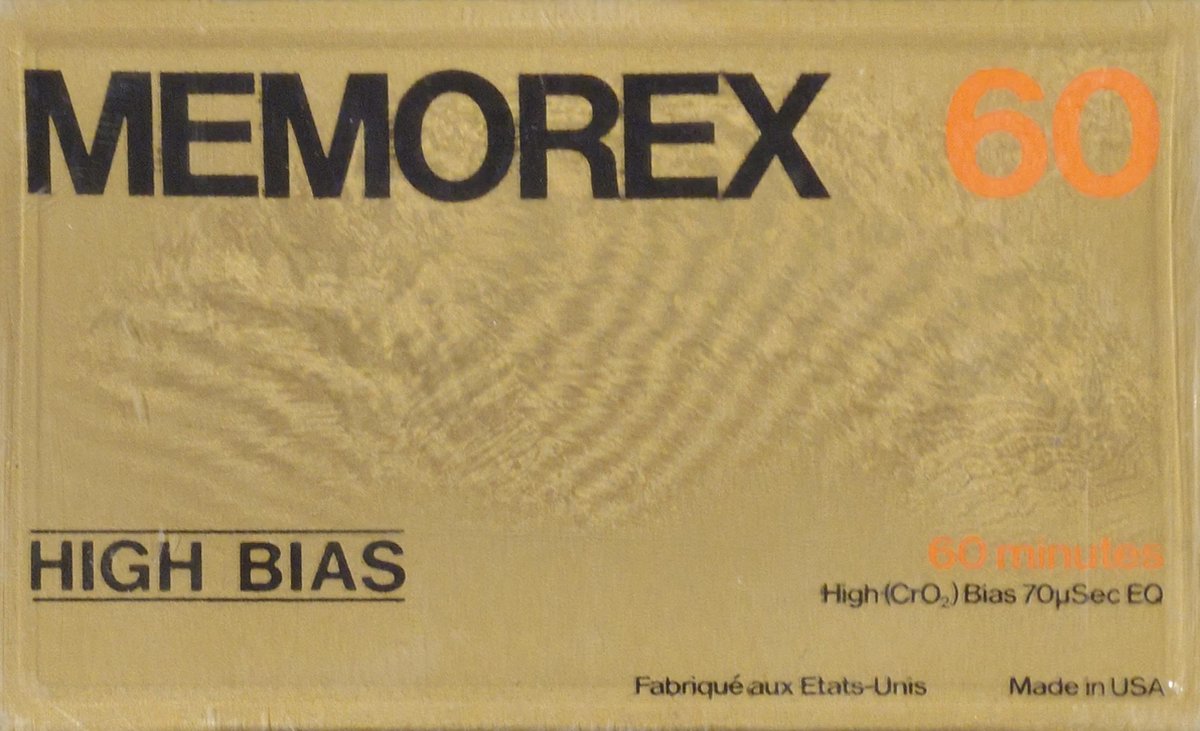 MEMOREX 60
HIGH BIAS
60 minutes
High (CrO₂) Bias 70µSec EQ
Fabriqué aux Etats-Unis Made in USA